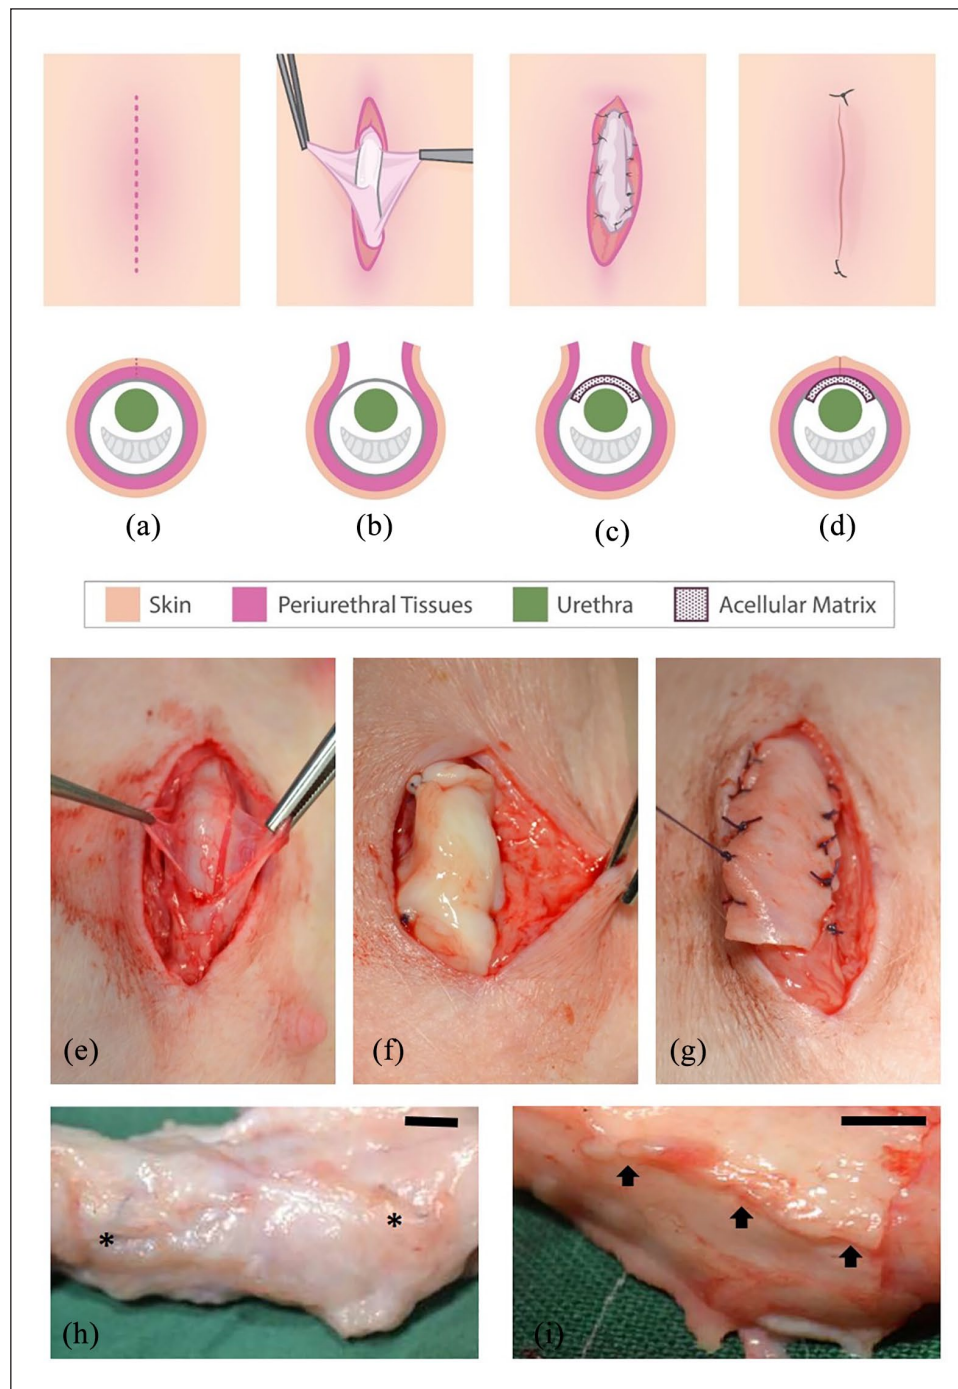 (a) (b) (c) (d)
Skin Periurethral Tissues Urethra Acellular Matrix
(e) (f) (g)
* *
(h) (i)